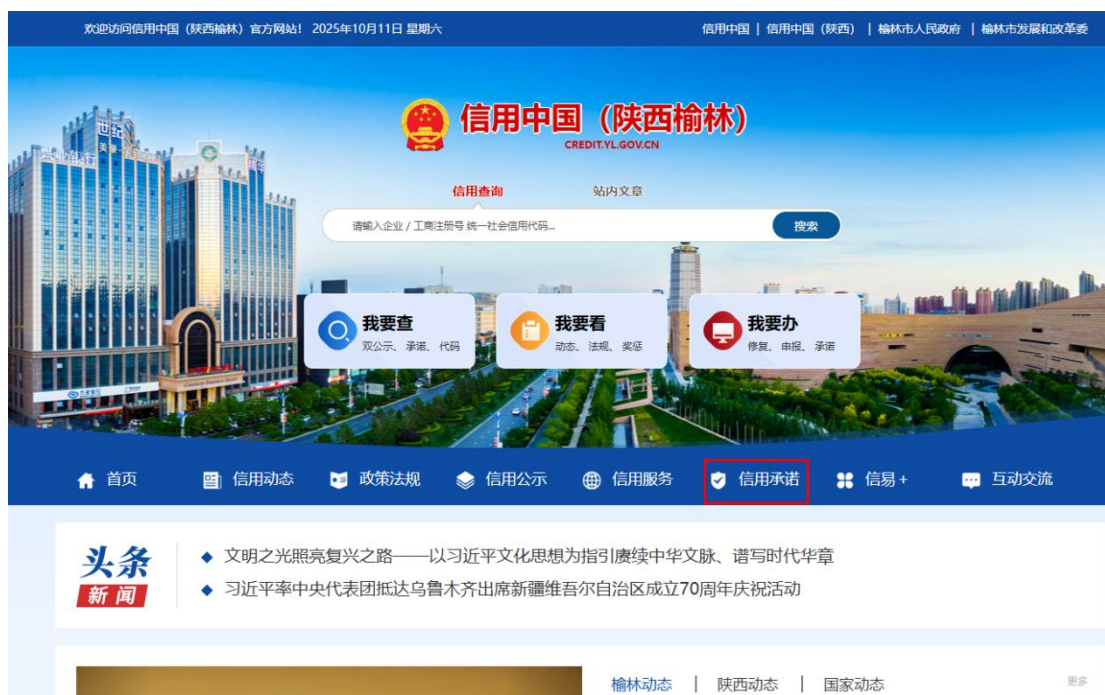 欢迎访问信用中国（陕西榆林）官方网站！ 2025年10月11日 星期六
信用中国 | 信用中国（陕西） | 榆林市人民政府 | 榆林市发展和改革委
信用中国（陕西榆林）
CREDIT.YL.GOV.CN
世纪
信用查询 站内文章
请输入企业 / 工商注册号 统一社会信用代码... 搜索
我要查
双公示、承诺、代码
我要看
动态、法规、奖惩
我要办
修复、申报、承诺
首页 信用动态 政策法规 信用公示 信用服务 信用承诺 信易+ 互动交流
头条
新闻
◆ 文明之光照亮复兴之路——以习近平文化思想为指引赓续中华文脉、谱写时代华章
◆ 习近平率中央代表团抵达乌鲁木齐出席新疆维吾尔自治区成立70周年庆祝活动
榆林动态 | 陕西动态 | 国家动态 更多